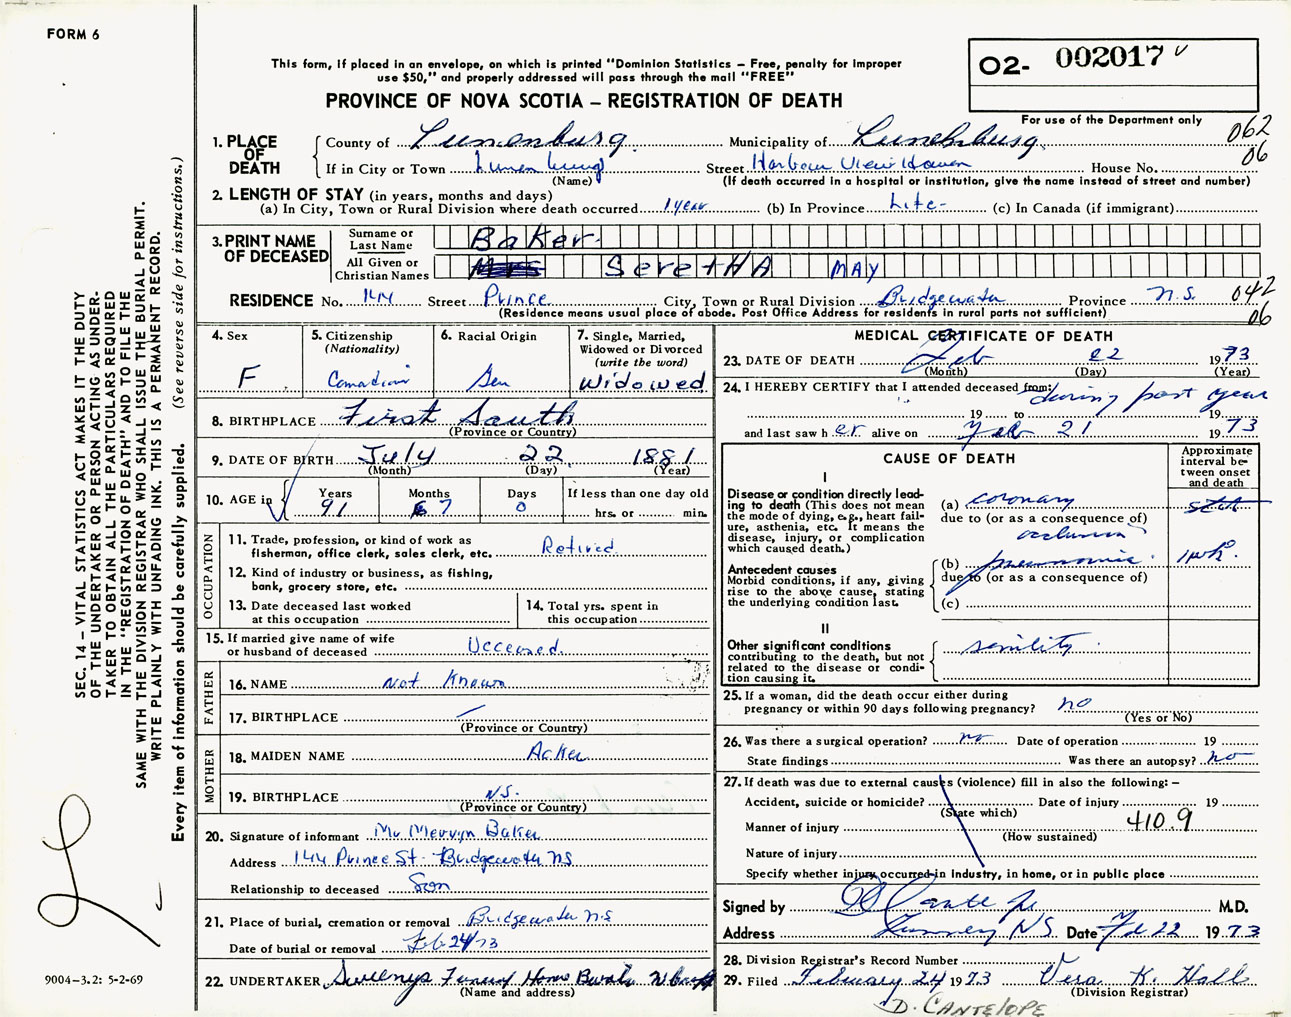 FORM 6
This form, if placed in an envelope, on which is printed "Dominion Statistics – Free, penalty for improper
use $50," and properly addressed will pass through the mail "FREE"
PROVINCE OF NOVA SCOTIA – REGISTRATION OF DEATH
O2- 002017
For use of the Department only
062
06
1. PLACE OF DEATH
County of Lunenburg Municipality of Lunenburg
If in City or Town Lunenburg Street Harbour View Haven House No.
(Name) (If death occurred in a hospital or institution, give the name instead of street and number)
2. LENGTH OF STAY (in years, months and days)
(a) In City, Town or Rural Division where death occurred 1 year (b) In Province Life- (c) In Canada (if immigrant)
3. PRINT NAME OF DECEASED
Surname or Last Name Baker
All Given or Christian Names Mrs SeretHA MAY
RESIDENCE No. 144 Street Prince City, Town or Rural Division Bridgewater Province N.S. 042
(Residence means usual place of abode. Post Office Address for residents in rural parts not sufficient) 06
4. Sex
F
5. Citizenship
(Nationality)
Canadian
6. Racial Origin
Ger
7. Single, Married,
Widowed or Divorced
(write the word)
Widowed
8. BIRTHPLACE First South
(Province or Country)
9. DATE OF BIRTH July 22 1881
(Month) (Day) (Year)
10. AGE in
Years 91 Months 7 Days 0 If less than one day old
hrs. or min.
OCCUPATION
11. Trade, profession, or kind of work as
fisherman, office clerk, sales clerk, etc. Retired
12. Kind of industry or business, as fishing,
bank, grocery store, etc.
13. Date deceased last worked
at this occupation
14. Total yrs. spent in
this occupation
15. If married give name of wife
or husband of deceased Deceased
FATHER
16. NAME Not Known
17. BIRTHPLACE —
(Province or Country)
MOTHER
18. MAIDEN NAME Acker
19. BIRTHPLACE N.S.
(Province or Country)
20. Signature of informant Mr Mervyn Baker
Address 144 Prince St. Bridgewater NS
Relationship to deceased Son
21. Place of burial, cremation or removal Bridgewater N.S
Date of burial or removal Feb 24/73
22. UNDERTAKER Sweenys Funeral Home
(Name and address)
MEDICAL CERTIFICATE OF DEATH
23. DATE OF DEATH Feb 22 1973
(Month) (Day) (Year)
24. I HEREBY CERTIFY that I attended deceased from: during past year
19 to 19
and last saw her alive on Feb 21 1973
CAUSE OF DEATH
Approximate
interval be-
tween onset
and death
I
Disease or condition directly lead-
ing to death (This does not mean
the mode of dying, e.g., heart fail-
ure, asthenia, etc. It means the
disease, injury, or complication
which caused death.)
(a) coronary
due to (or as a consequence of)
occlusion
Antecedent causes
Morbid conditions, if any, giving
rise to the above cause, stating
the underlying condition last.
(b) pneumonia 1 wk.
due to (or as a consequence of)
(c)
II
Other significant conditions
contributing to the death, but not
related to the disease or condi-
tion causing it.
senility
25. If a woman, did the death occur either during
pregnancy or within 90 days following pregnancy? no
(Yes or No)
26. Was there a surgical operation? no Date of operation 19
State findings Was there an autopsy? no
27. If death was due to external causes (violence) fill in also the following: –
Accident, suicide or homicide? Date of injury 19
(State which)
Manner of injury 410.9
(How sustained)
Nature of injury
Specify whether injury occurred in industry, in home, or in public place
Signed by D Cantelope M.D.
Address NS Date Feb 22 1973
28. Division Registrar's Record Number
29. Filed February 24 1973 Vera K. Hall
(Division Registrar)
D. CANTELOPE
SEC. 14 – VITAL STATISTICS ACT MAKES IT THE DUTY
OF THE UNDERTAKER OR PERSON ACTING AS UNDER-
TAKER TO OBTAIN ALL THE PARTICULARS REQUIRED
IN THE "REGISTRATION OF DEATH" AND TO FILE THE
SAME WITH THE DIVISION REGISTRAR WHO SHALL ISSUE THE BURIAL PERMIT.
WRITE PLAINLY WITH UNFADING INK. THIS IS A PERMANENT RECORD.
Every item of information should be carefully supplied. (See reverse side for instructions.)
9004–3.2: 5-2-69